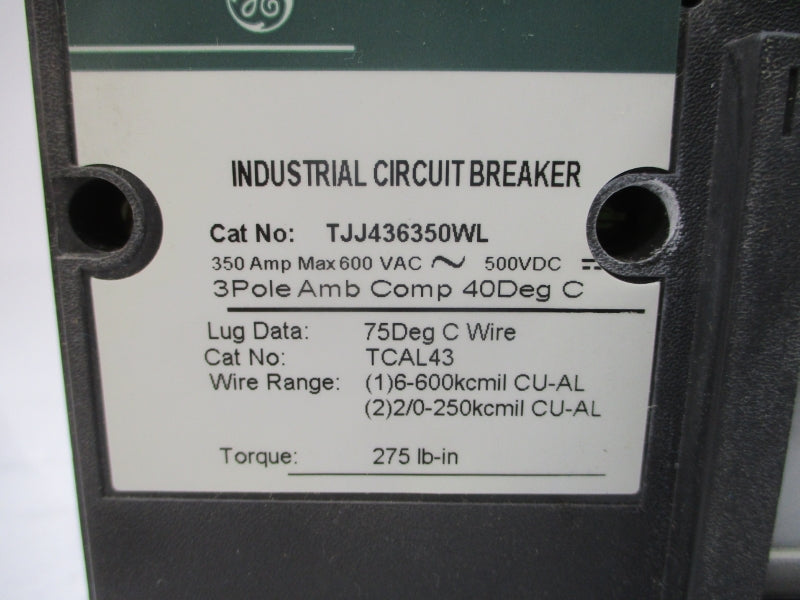 INDUSTRIAL CIRCUIT BREAKER
Cat No: TJJ436350WL
350 Amp Max 600 VAC ~ 500VDC ⎓
3Pole Amb Comp 40Deg C
Lug Data: 75Deg C Wire
Cat No: TCAL43
Wire Range: (1)6-600kcmil CU-AL
(2)2/0-250kcmil CU-AL
Torque: 275 lb-in